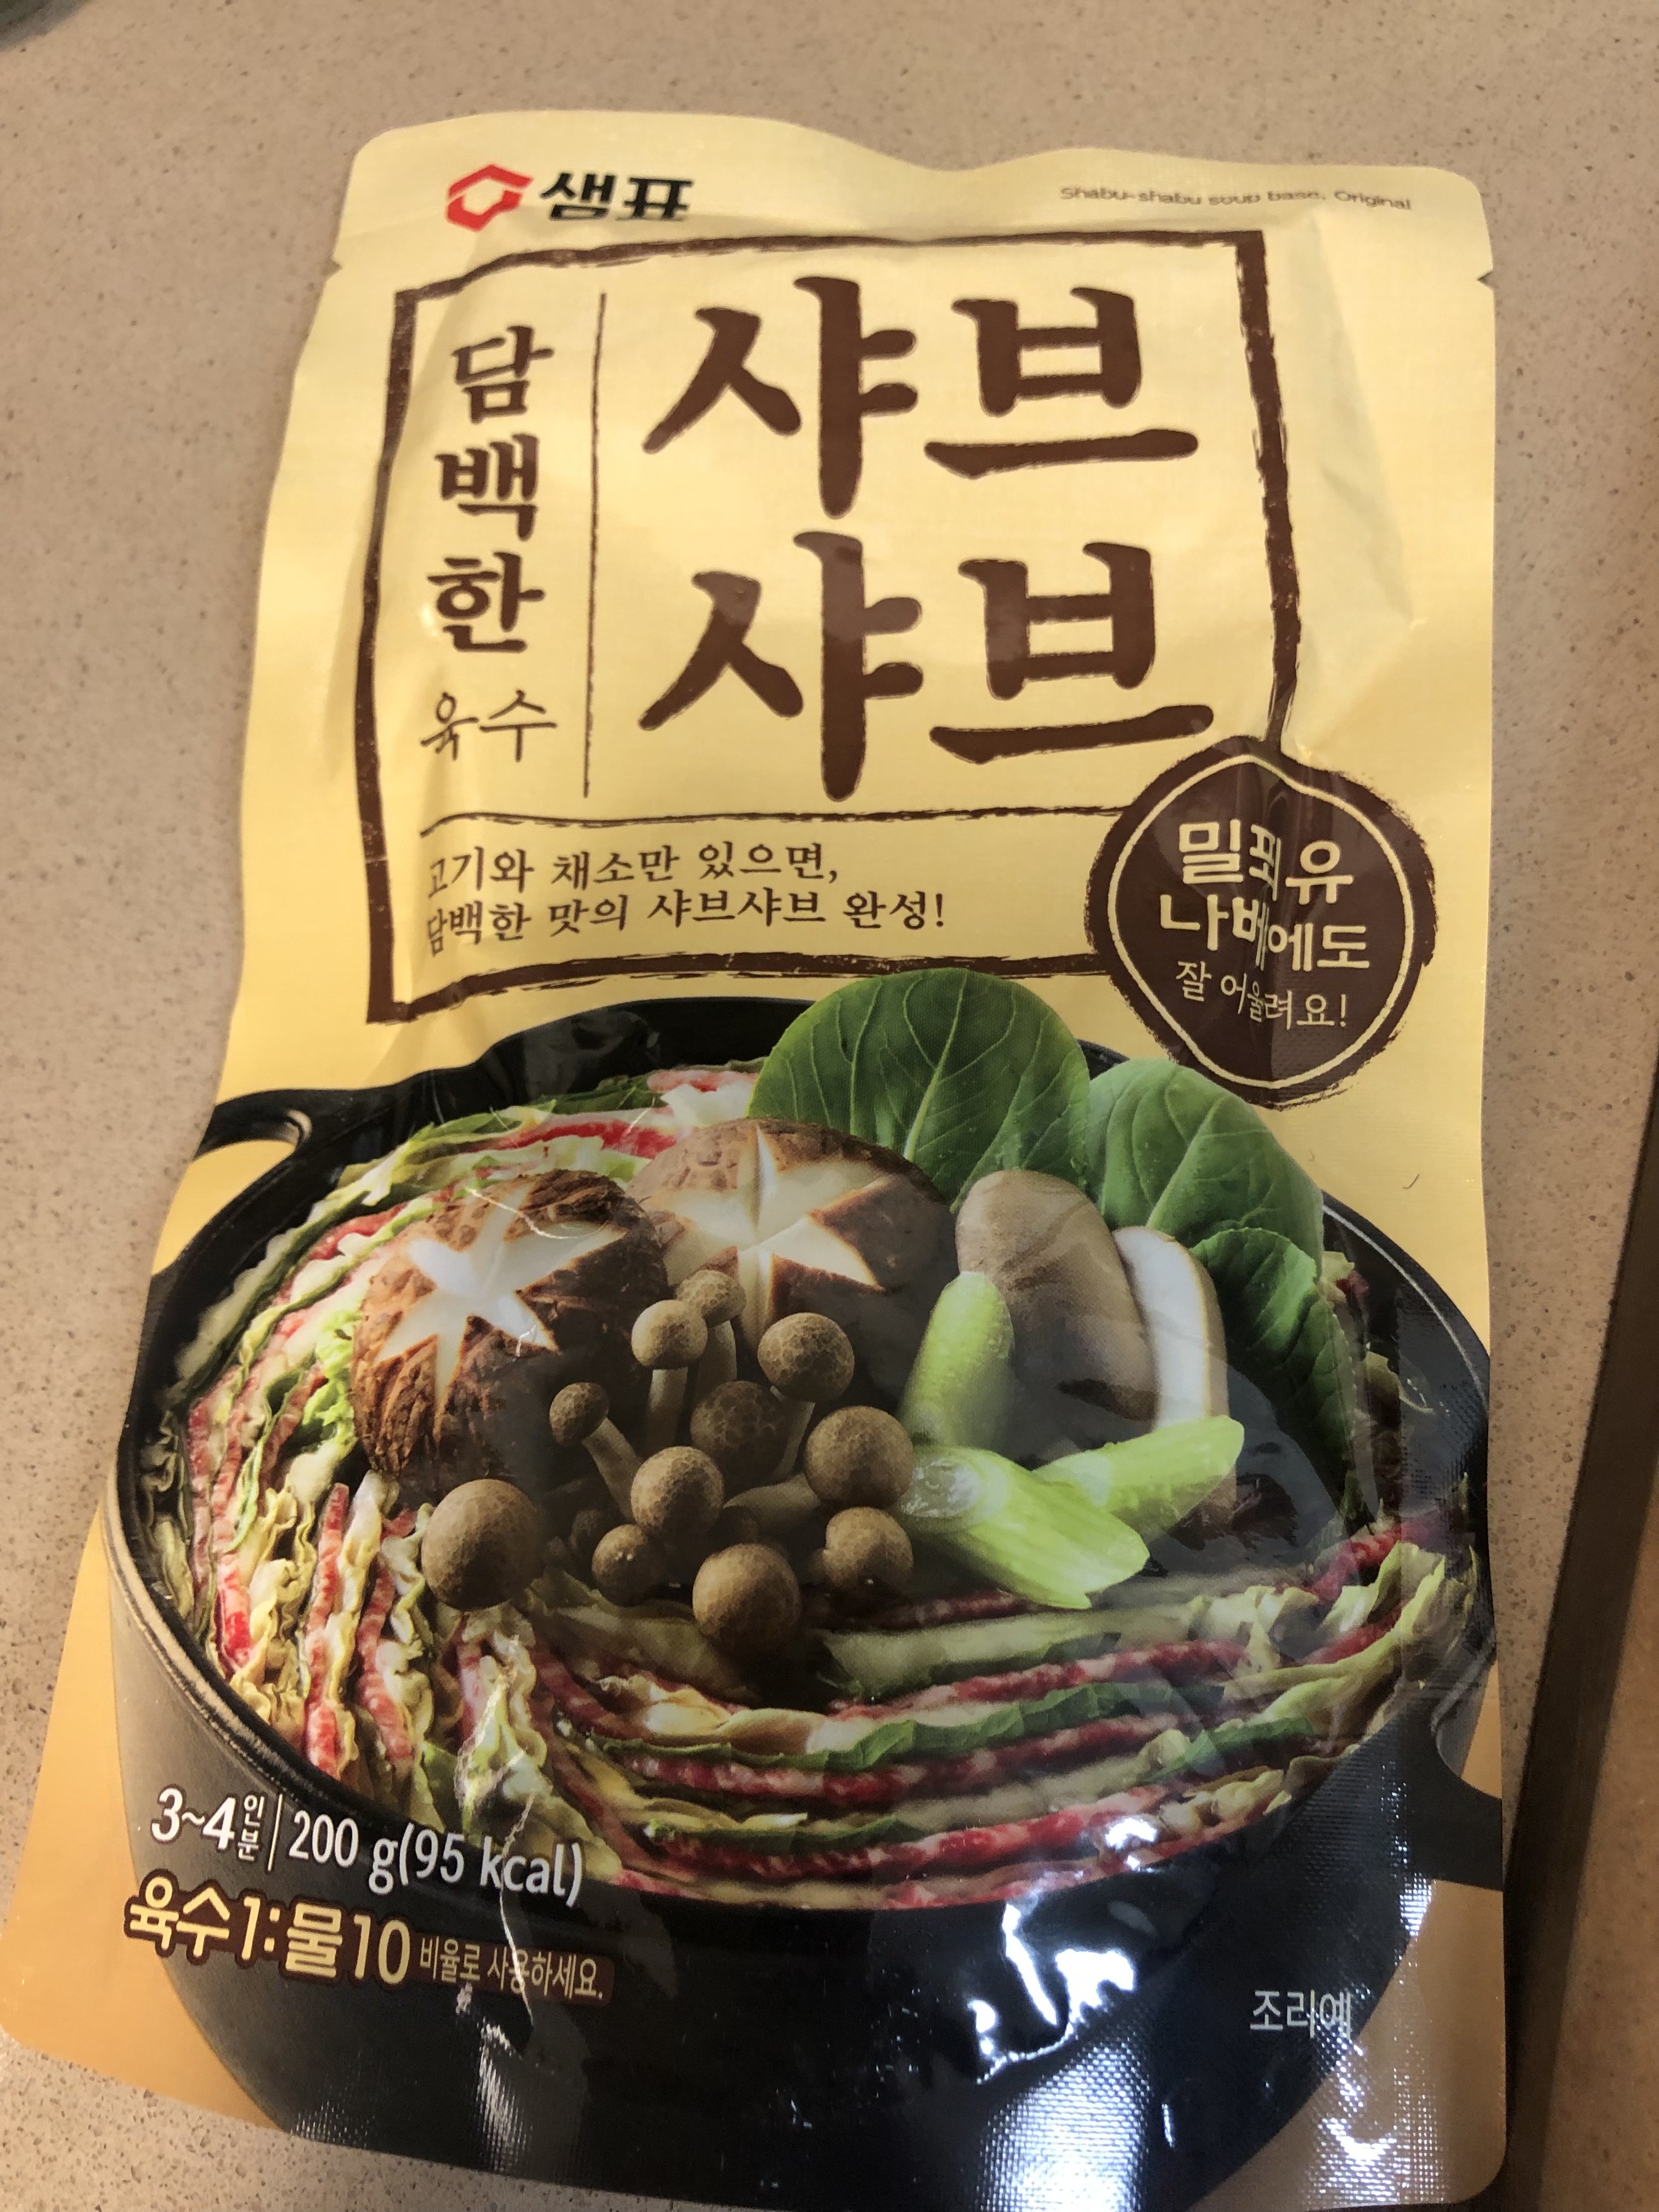 샘표
Shabu-shabu soup base, Original
담백한 육수
샤브
샤브
고기와 채소만 있으면,
담백한 맛의 샤브샤브 완성!
밀푀유
나베에도
잘 어울려요!
3~4인분 | 200 g(95 kcal)
육수1:물10 비율로 사용하세요.
조리예